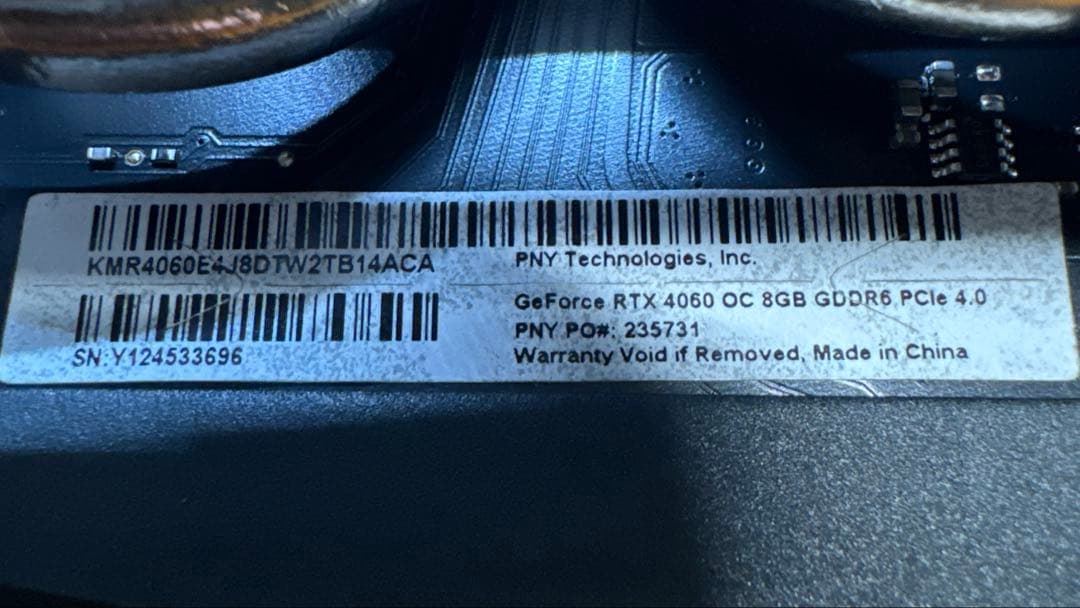 KMR4060E4J8DTW2TB14ACA
PNY Technologies, Inc.
GeForce RTX 4060 OC 8GB GDDR6 PCIe 4.0
PNY PO#: 235731
SN:Y124533696
Warranty Void if Removed, Made in China